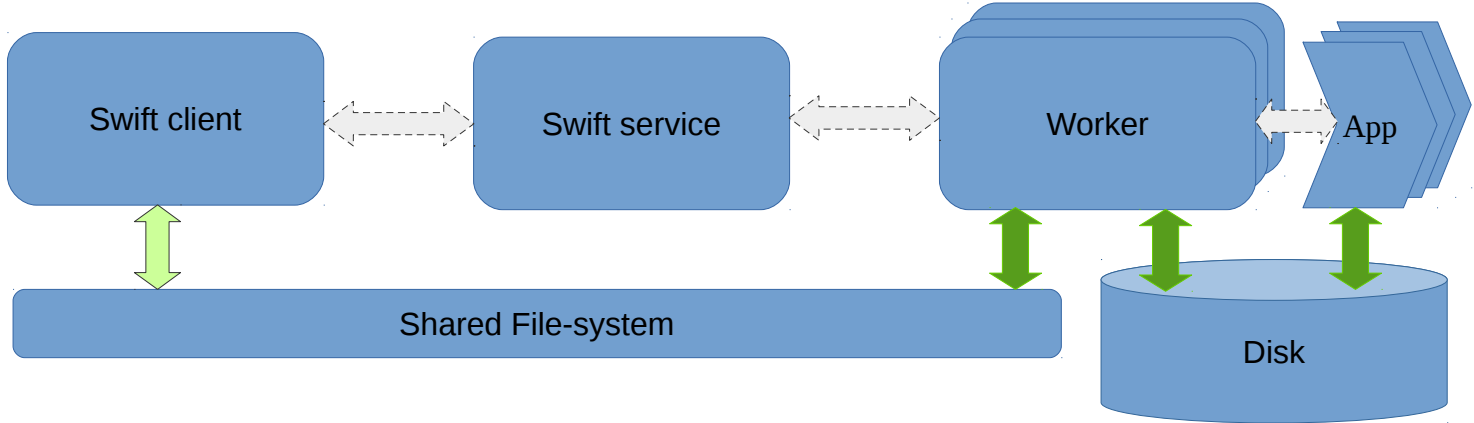 Swift client
Swift service
Worker
App
Shared File-system
Disk